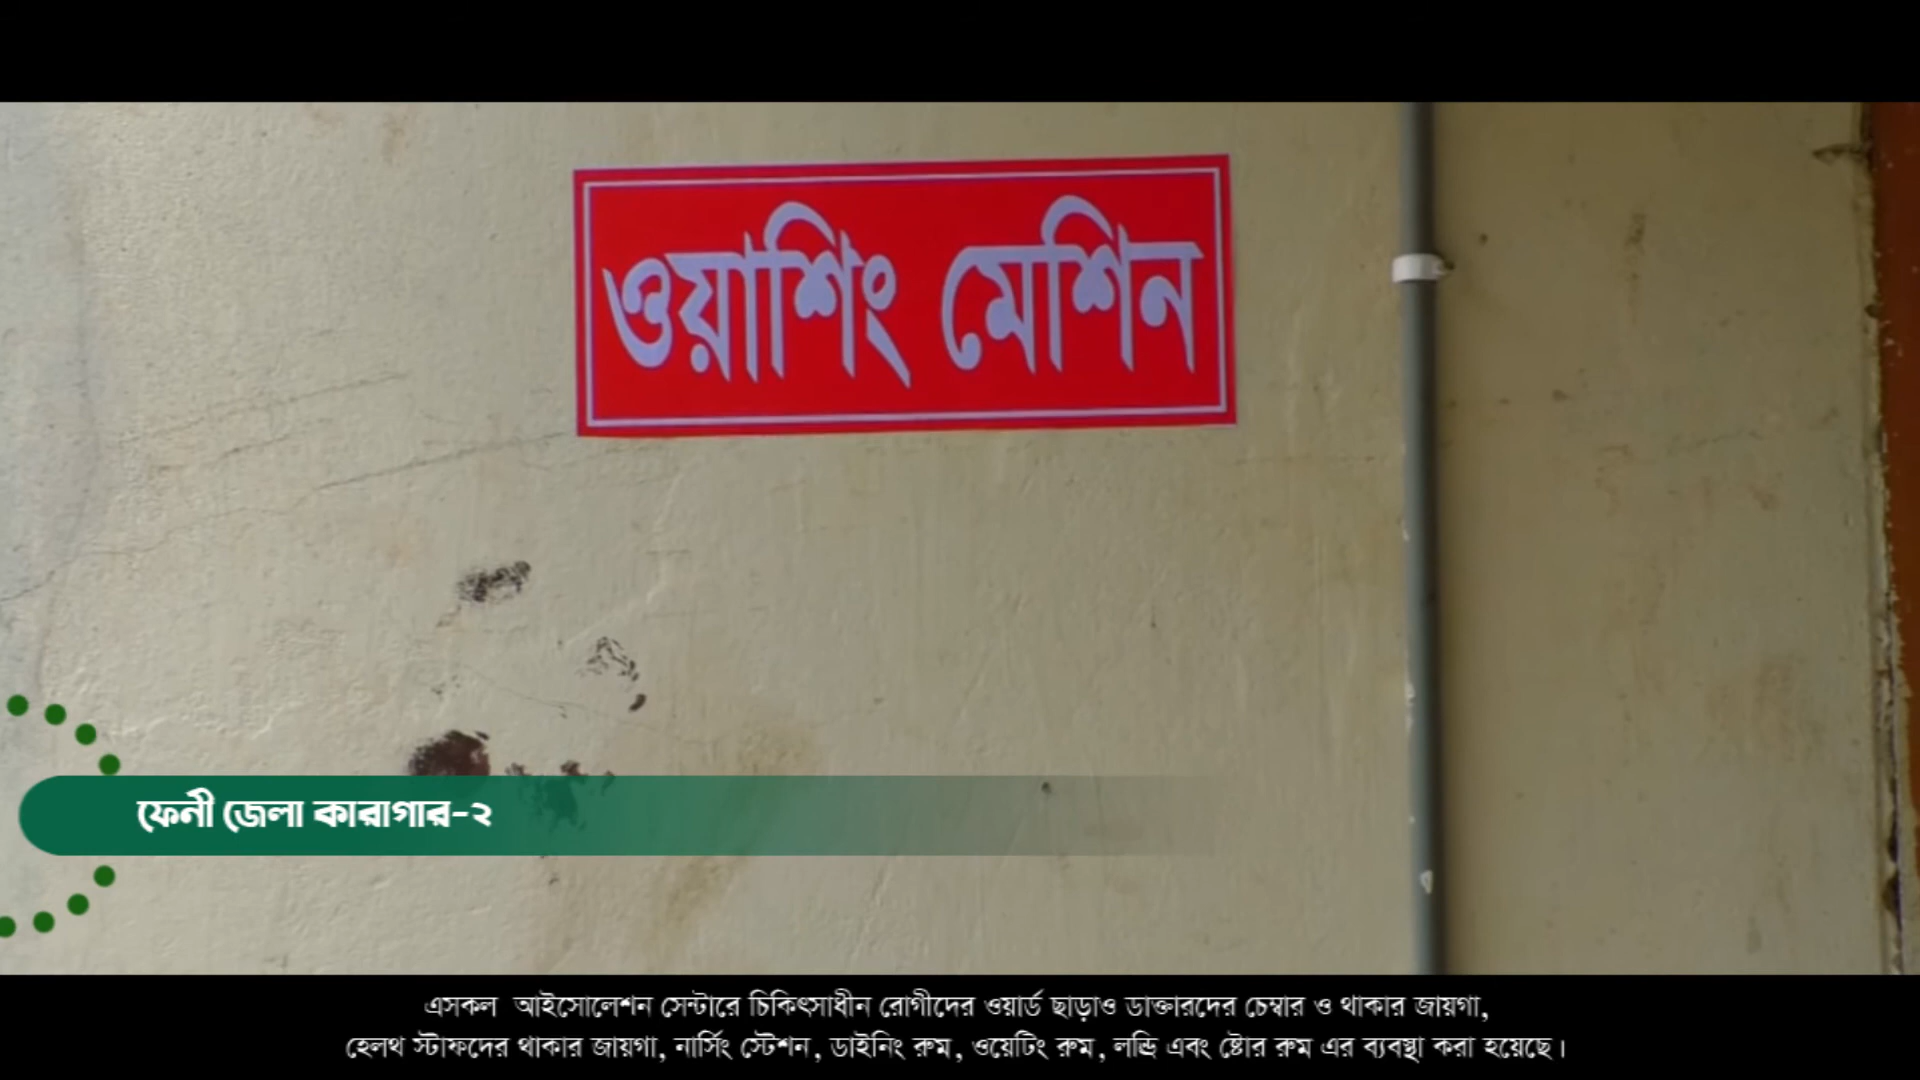 ওয়াশিং মেশিন
ফেনী জেলা কারাগার-২
এসকল আইসোলেশন সেন্টারে চিকিৎসাধীন রোগীদের ওয়ার্ড ছাড়াও ডাক্তারদের চেম্বার ও থাকার জায়গা,
হেলথ স্টাফদের থাকার জায়গা, নার্সিং স্টেশন, ডাইনিং রুম, ওয়েটিং রুম, লন্ড্রি এবং ষ্টোর রুম এর ব্যবস্থা করা হয়েছে।